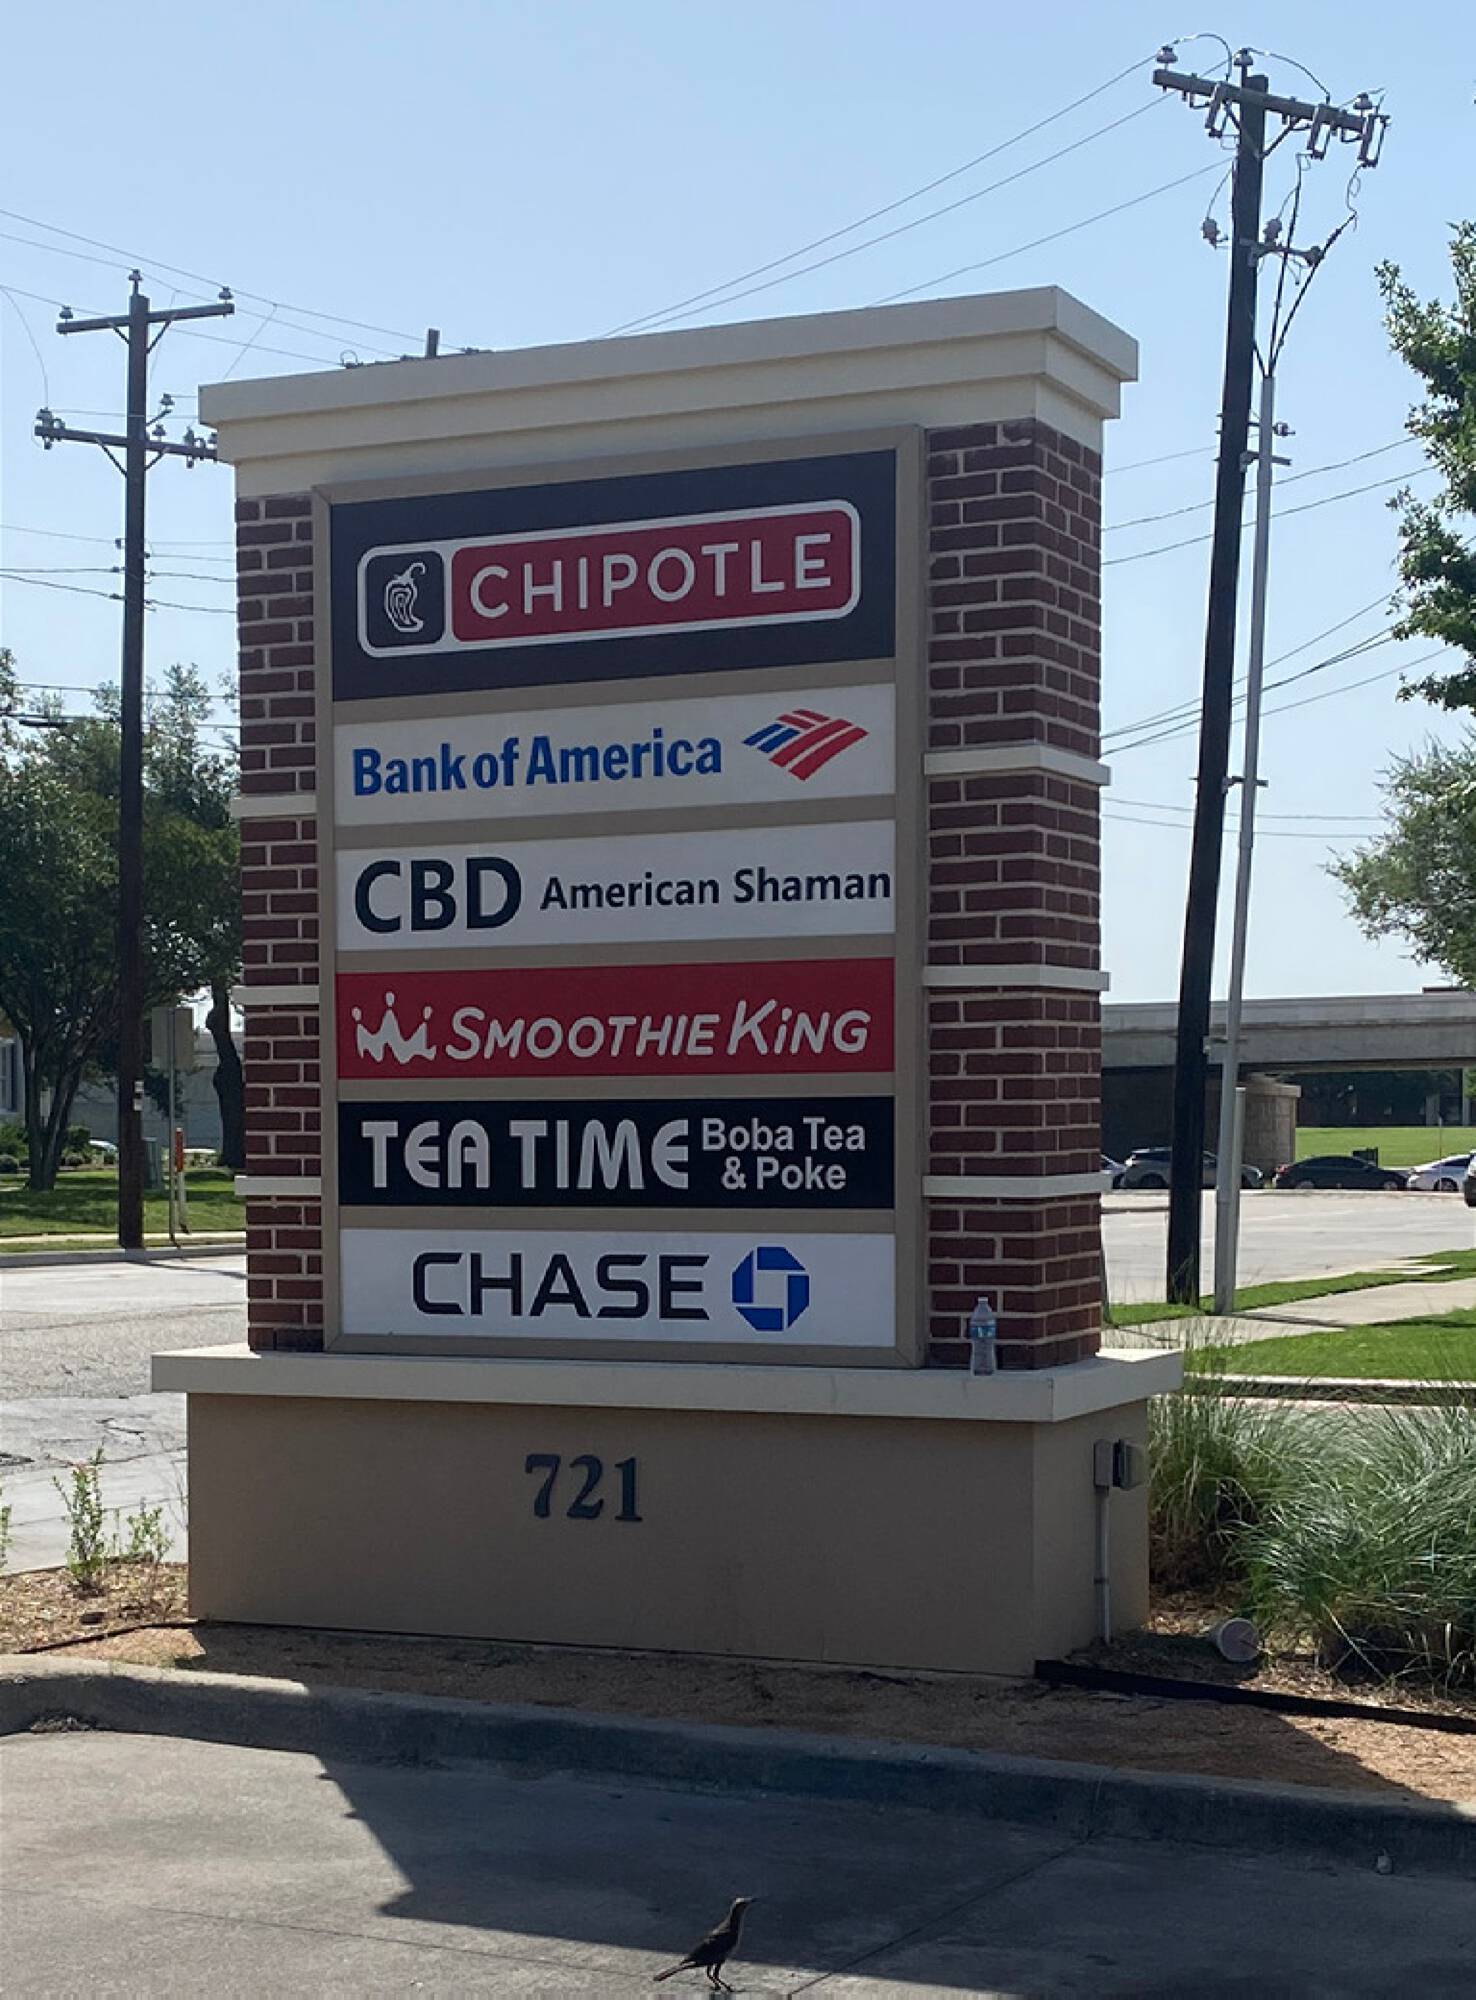 CHIPOTLE
Bank of America
CBD American Shaman
SMOOTHIE KiNG
TEA TIME Boba Tea
& Poke
CHASE
721